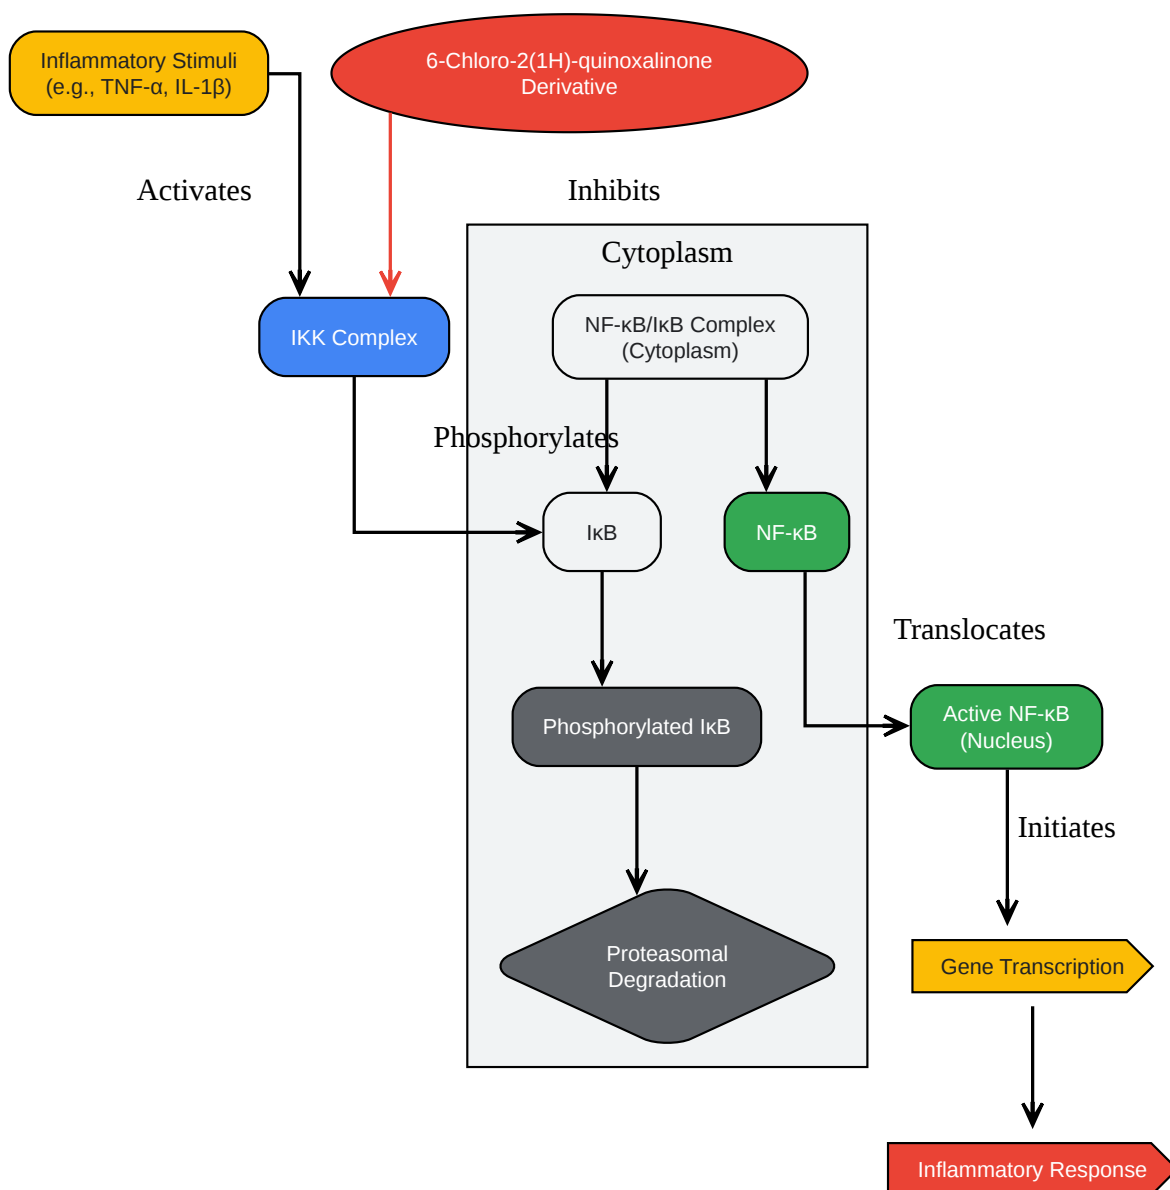 Inflammatory Stimuli
(e.g., TNF-α, IL-1β)
6-Chloro-2(1H)-quinoxalinone
Derivative
Activates
Inhibits
Cytoplasm
IKK Complex
NF-κB/IκB Complex
(Cytoplasm)
Phosphorylates
IκB
NF-κB
Translocates
Phosphorylated IκB
Active NF-κB
(Nucleus)
Initiates
Proteasomal
Degradation
Gene Transcription
Inflammatory Response